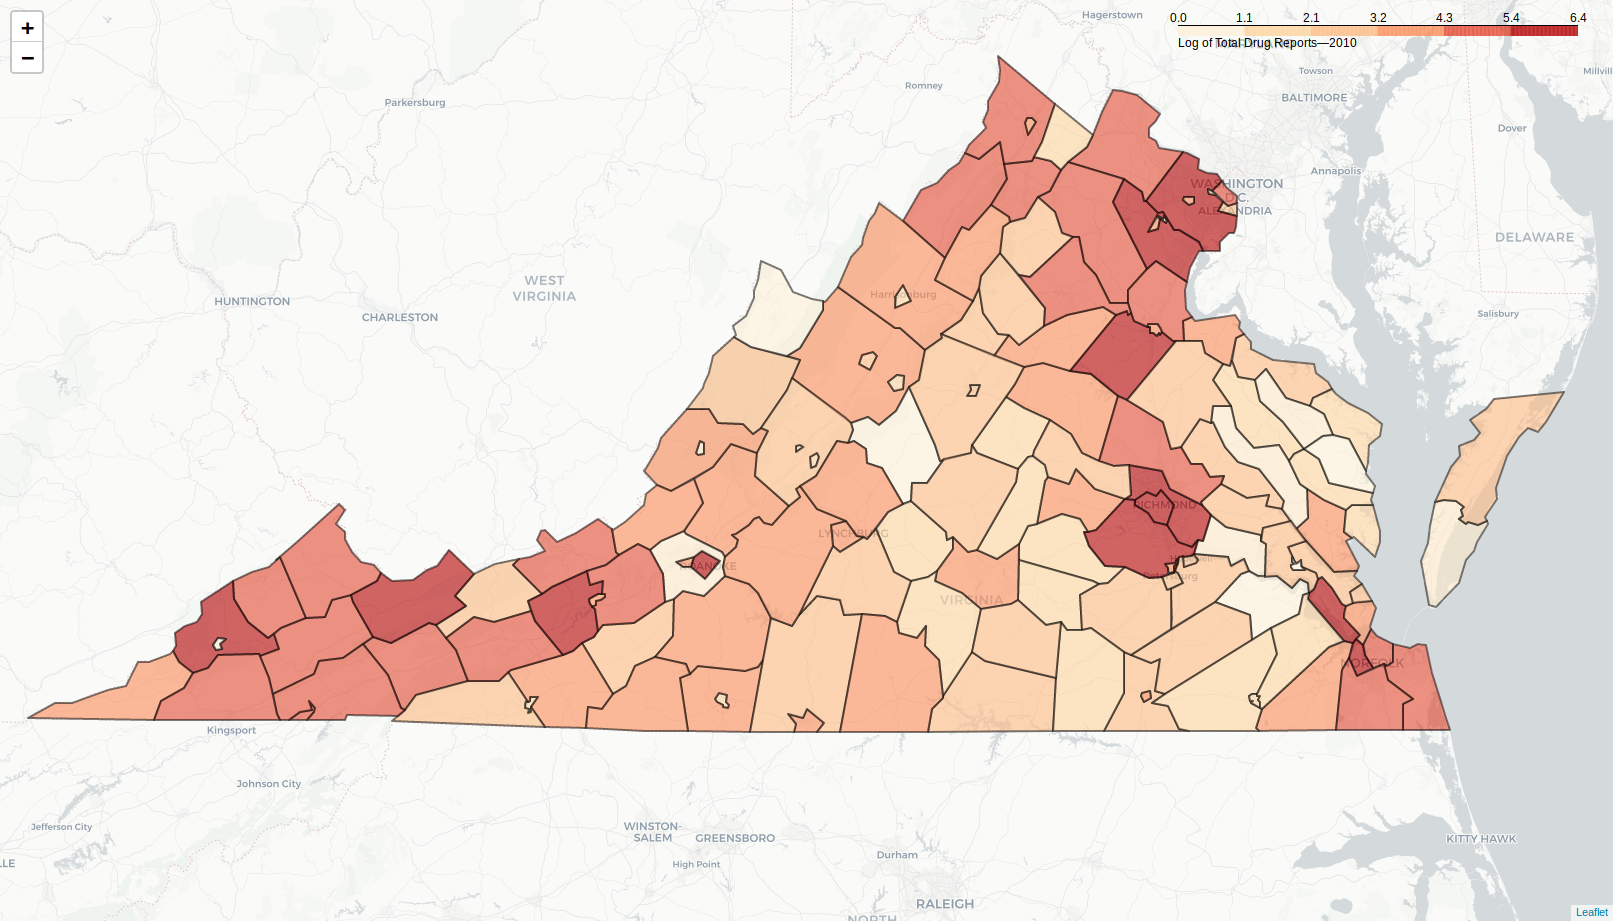 +
−
0.0 1.1 2.1 3.2 4.3 5.4 6.4
Log of Total Drug Reports—2010
Hagerstown
Towson
Millvill
Romney
BALTIMORE
Parkersburg
Dover
Annapolis
WASHINGTON
D.C.
ALEXANDRIA
DELAWARE
WEST
VIRGINIA
HUNTINGTON
CHARLESTON
Harrisonburg
Salisbury
RICHMOND
LYNCHBURG
ROANOKE
Petersburg
VIRGINIA
NORFOLK
Kingsport
Johnson City
Jefferson City
LLE
WINSTON-
SALEM
GREENSBORO
High Point
Durham
RALEIGH
NORTH
KITTY HAWK
Leaflet